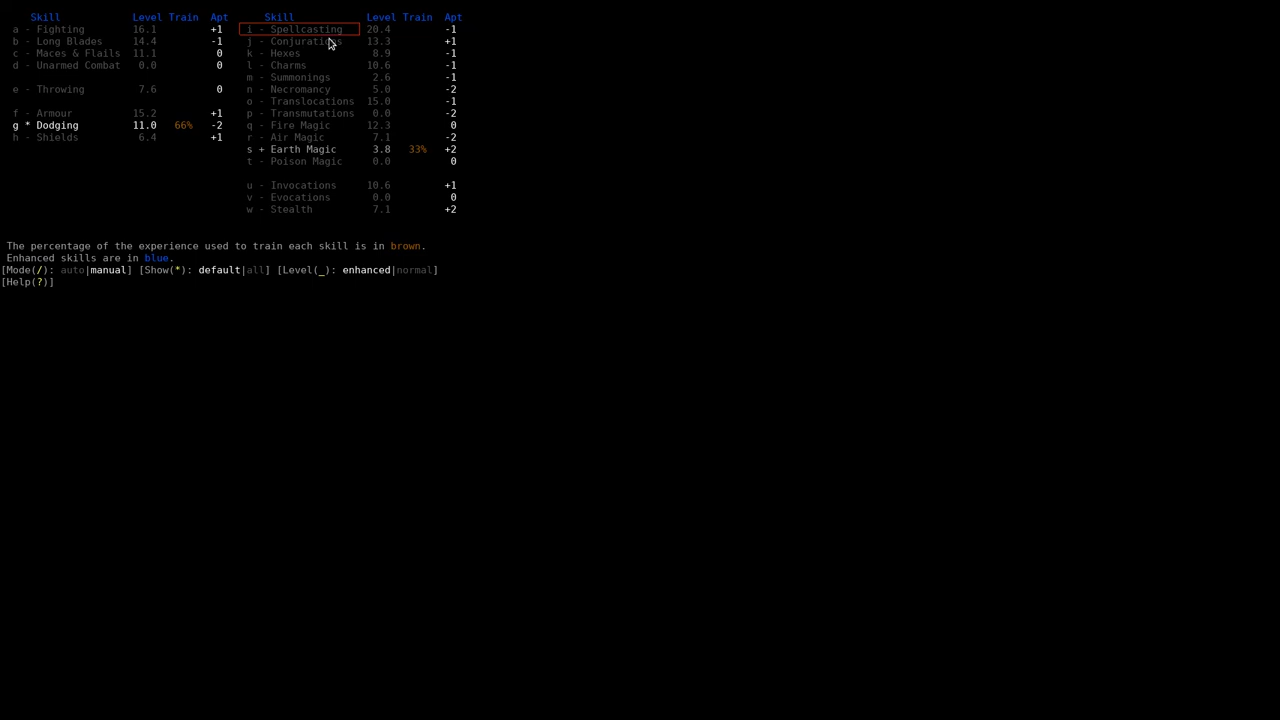 Skill Level Train Apt Skill Level Train Apt
a - Fighting 16.1 +1 i - Spellcasting 20.4 -1
b - Long Blades 14.4 -1 j - Conjurations 13.3 +1
c - Maces & Flails 11.1 0 k - Hexes 8.9 -1
d - Unarmed Combat 0.0 0 l - Charms 10.6 -1
m - Summonings 2.6 -1
e - Throwing 7.6 0 n - Necromancy 5.0 -2
o - Translocations 15.0 -1
f - Armour 15.2 +1 p - Transmutations 0.0 -2
g * Dodging 11.0 66% -2 q - Fire Magic 12.3 0
h - Shields 6.4 +1 r - Air Magic 7.1 -2
s + Earth Magic 3.8 33% +2
t - Poison Magic 0.0 0
u - Invocations 10.6 +1
v - Evocations 0.0 0
w - Stealth 7.1 +2
The percentage of the experience used to train each skill is in brown.
Enhanced skills are in blue.
[Mode(/): auto|manual] [Show(*): default|all] [Level(_): enhanced|normal]
[Help(?)]